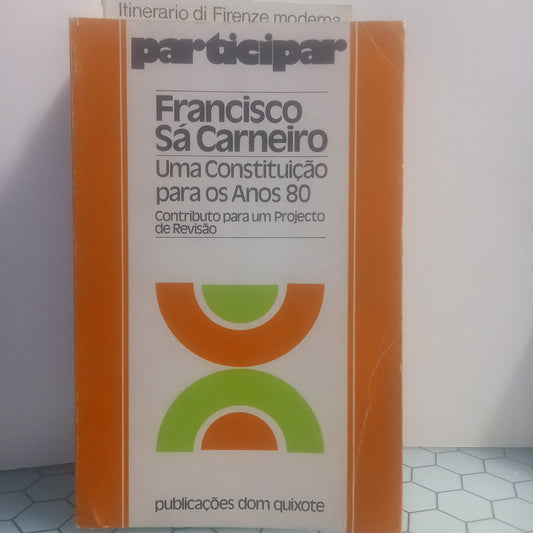 Itinerario di Firenze moderna
participar
Francisco
Sá Carneiro
Uma Constituição
para os Anos 80
Contributo para um Projecto
de Revisão
publicações dom quixote